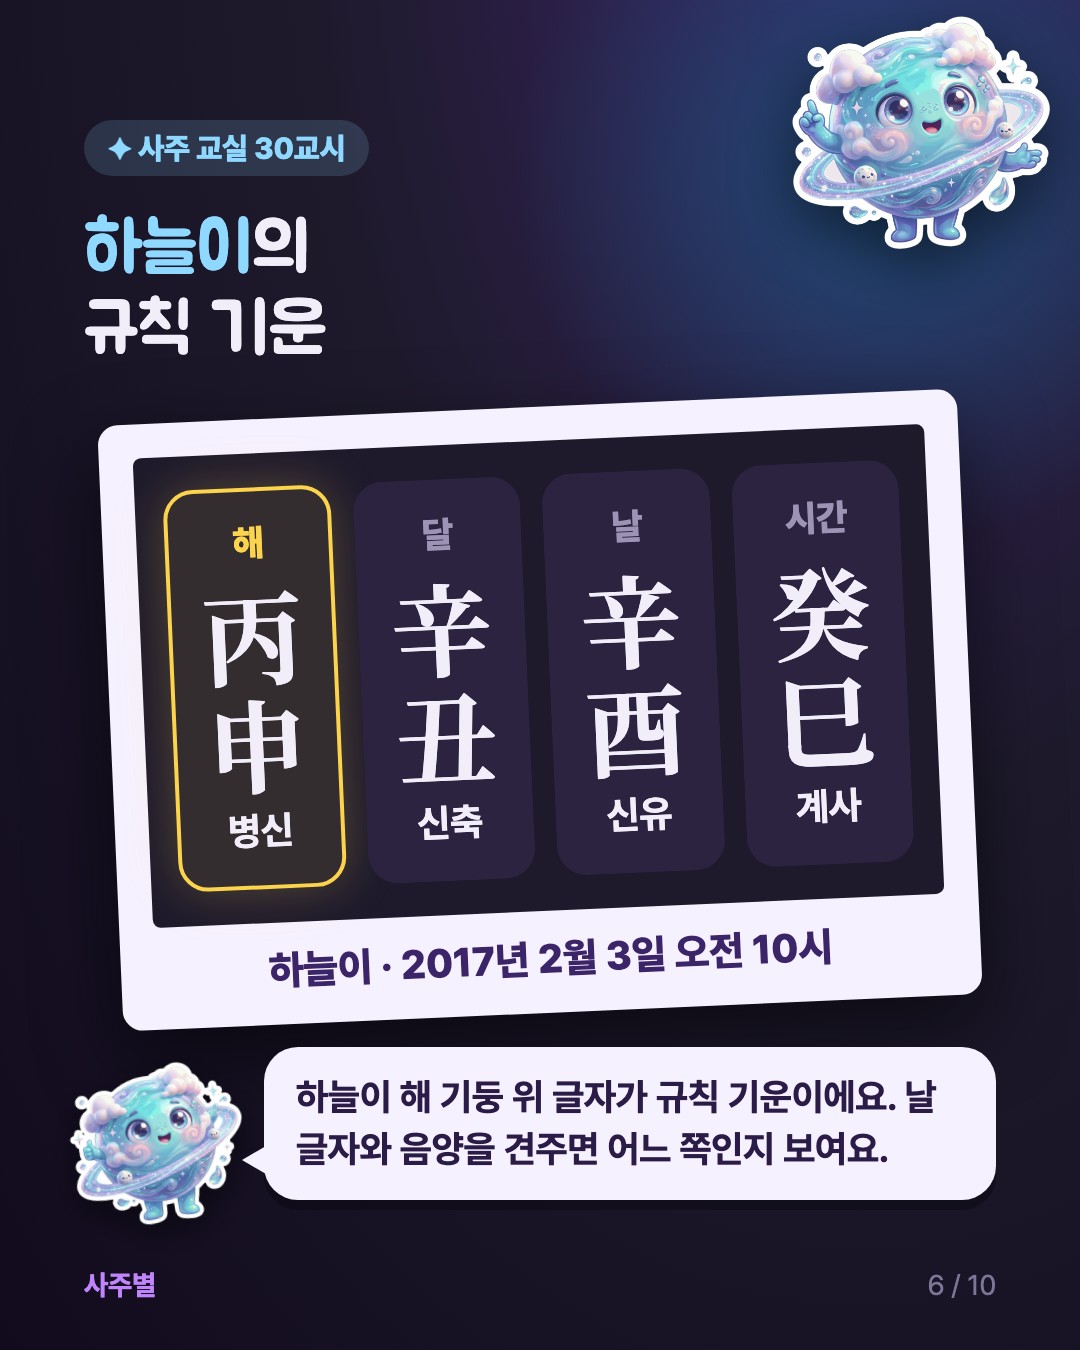 사주 교실 30교시
하늘이의
규칙 기운
해
丙
申
병신
달
辛
丑
신축
날
辛
酉
신유
시간
癸
巳
계사
하늘이 · 2017년 2월 3일 오전 10시
하늘이 해 기둥 위 글자가 규칙 기운이에요. 날
글자와 음양을 견주면 어느 쪽인지 보여요.
사주별
6 / 10